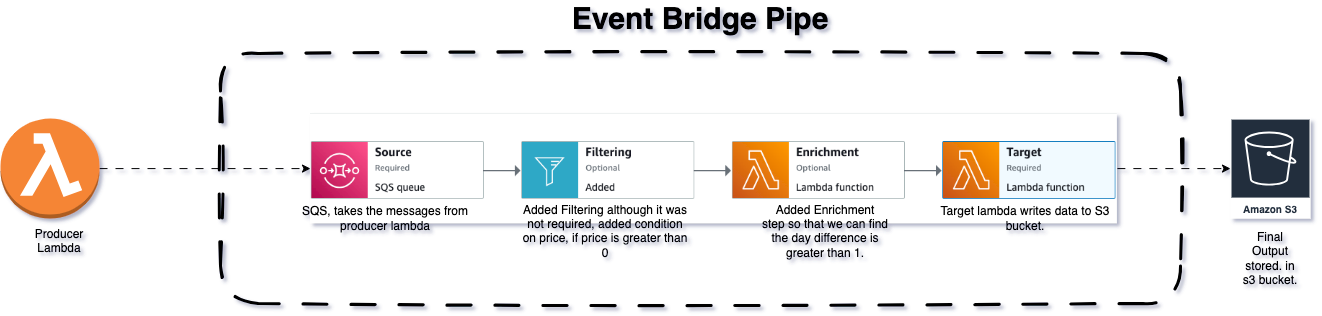 Event Bridge Pipe
Source
Required
SQS queue
SQS, takes the messages from
producer lambda
Filtering
Optional
Added
Added Filtering although it was
not required, added condition
on price, if price is greater than
0
Enrichment
Optional
Lambda function
Added Enrichment
step so that we can find
the day difference is
greater than 1.
Target
Required
Lambda function
Target lambda writes data to S3
bucket.
Producer
Lambda
Amazon S3
Final
Output
stored. in
s3 bucket.